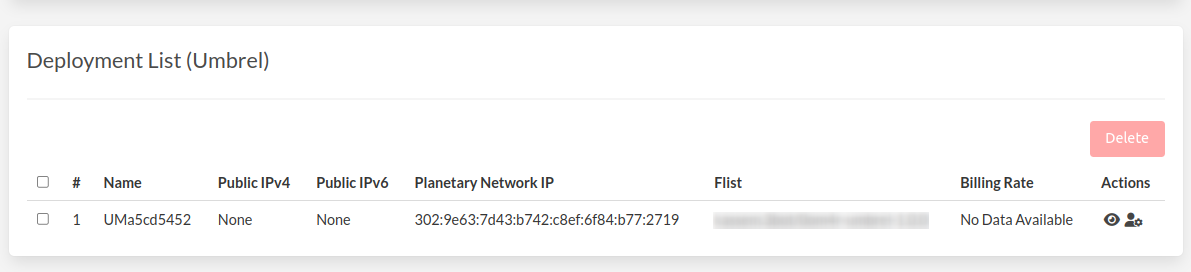 Deployment List (Umbrel)
Delete
# Name Public IPv4 Public IPv6 Planetary Network IP Flist Billing Rate Actions
1 UMa5cd5452 None None 302:9e63:7d43:b742:c8ef:6f84:b77:2719 No Data Available